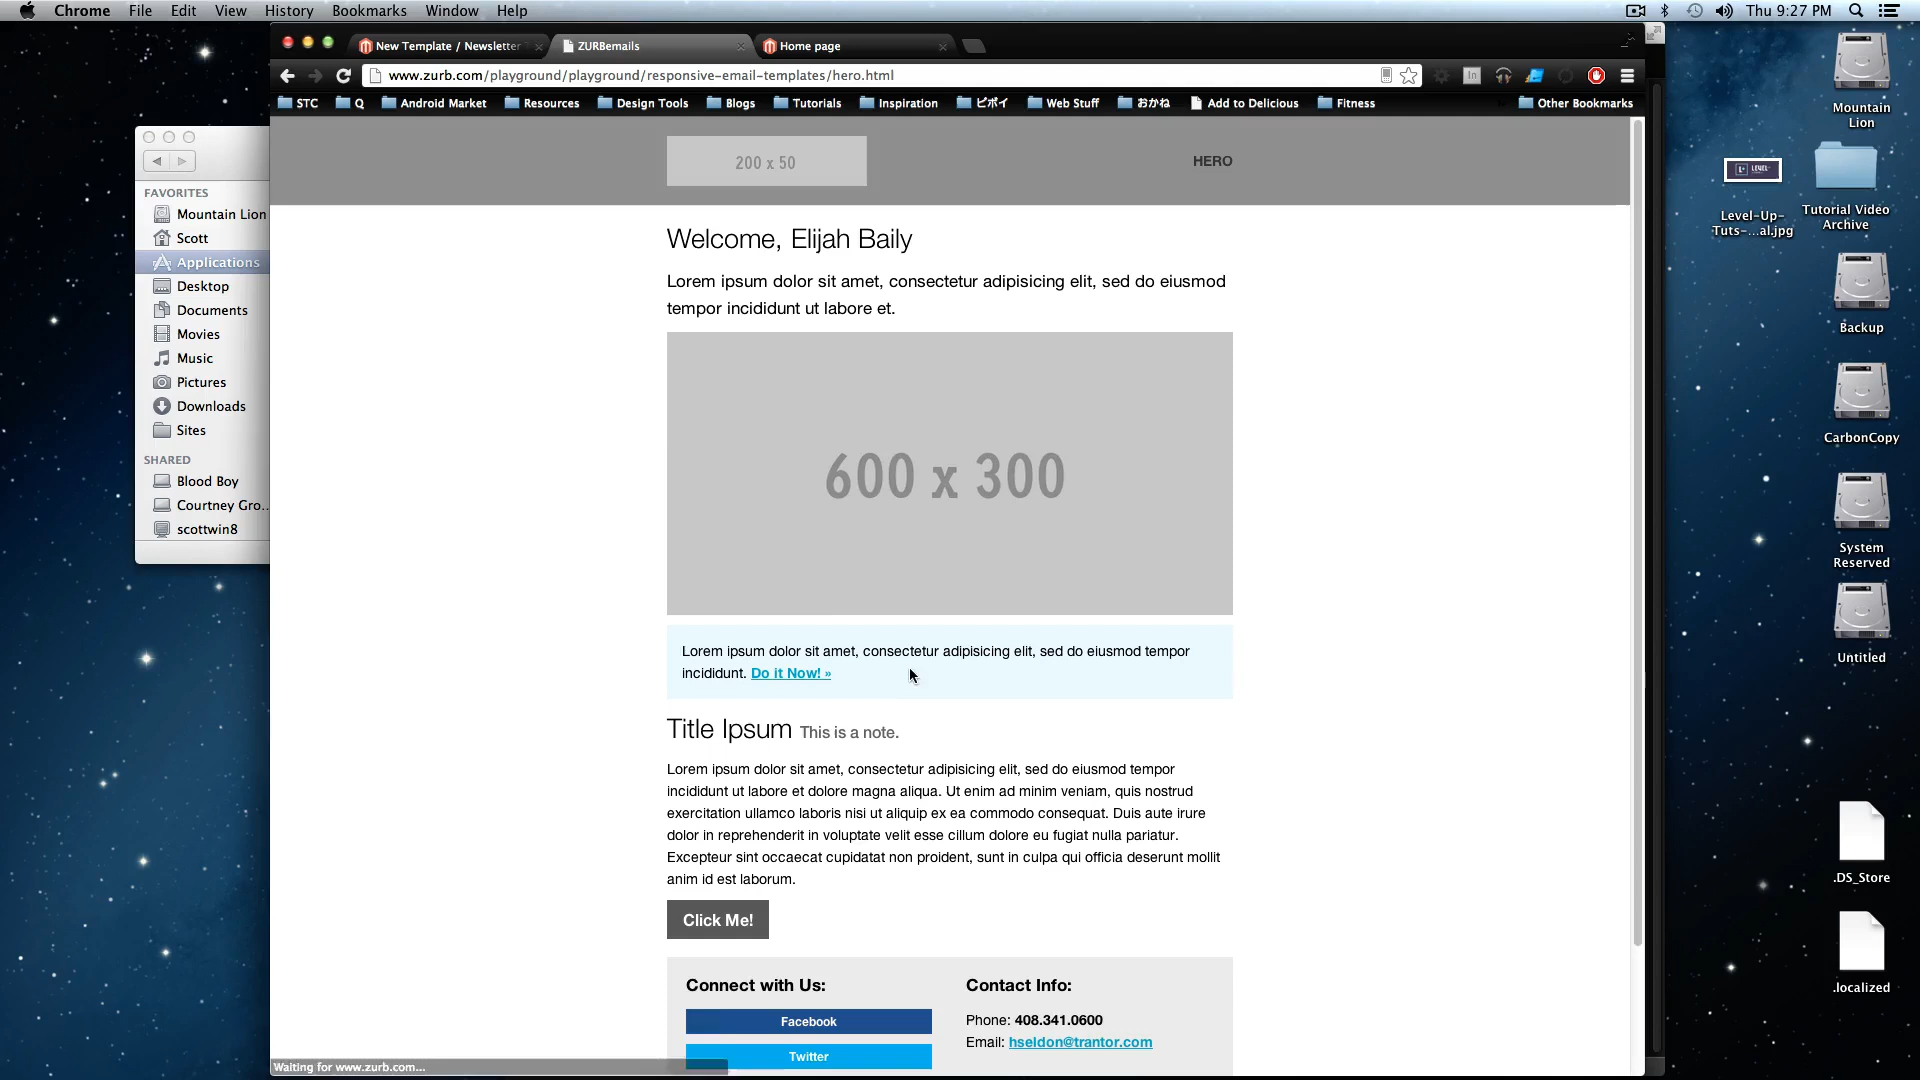 Chrome File Edit View History Bookmarks Window Help
Thu 9:27 PM
New Template / Newsletter
ZURBemails
Home page
www.zurb.com/playground/playground/responsive-email-templates/hero.html
STC
Q
Android Market
Resources
Design Tools
Blogs
Tutorials
Inspiration
ビボイ
Web Stuff
おかね
Add to Delicious
Fitness
Other Bookmarks
FAVORITES
Mountain Lion
Scott
Applications
Desktop
Documents
Movies
Music
Pictures
Downloads
Sites
SHARED
Blood Boy
Courtney Gro...
scottwin8
200 x 50
HERO
Welcome, Elijah Baily
Lorem ipsum dolor sit amet, consectetur adipisicing elit, sed do eiusmod
tempor incididunt ut labore et.
600 x 300
Lorem ipsum dolor sit amet, consectetur adipisicing elit, sed do eiusmod tempor
incididunt. Do it Now! »
Title Ipsum This is a note.
Lorem ipsum dolor sit amet, consectetur adipisicing elit, sed do eiusmod tempor
incididunt ut labore et dolore magna aliqua. Ut enim ad minim veniam, quis nostrud
exercitation ullamco laboris nisi ut aliquip ex ea commodo consequat. Duis aute irure
dolor in reprehenderit in voluptate velit esse cillum dolore eu fugiat nulla pariatur.
Excepteur sint occaecat cupidatat non proident, sunt in culpa qui officia deserunt mollit
anim id est laborum.
Click Me!
Connect with Us:
Facebook
Twitter
Contact Info:
Phone: 408.341.0600
Email: hseldon@trantor.com
Waiting for www.zurb.com...
Mountain
Lion
LEVEL
Level-Up-
Tuts-...al.jpg
Tutorial Video
Archive
Backup
CarbonCopy
System
Reserved
Untitled
.DS_Store
.localized